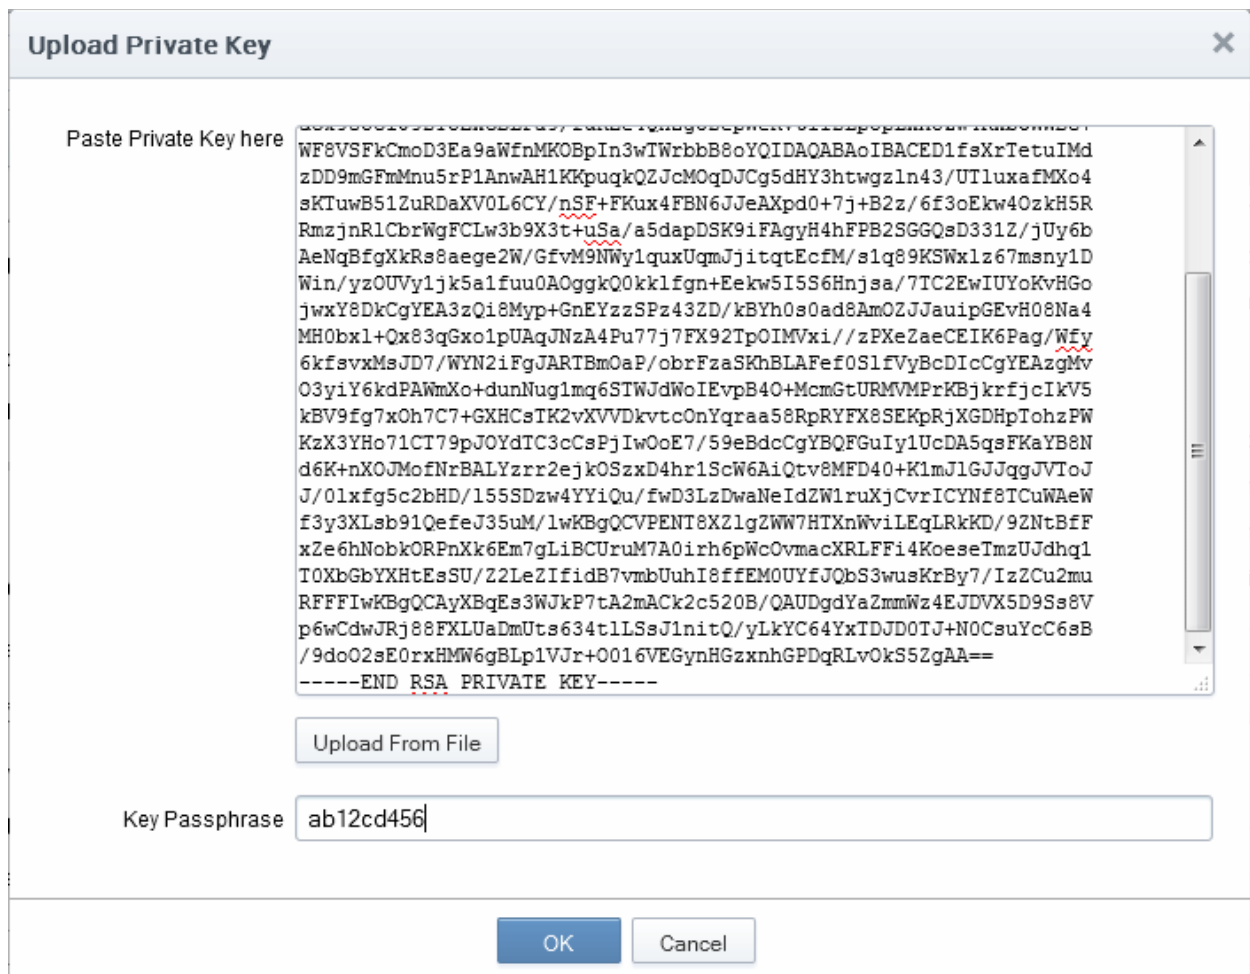 Upload Private Key
Paste Private Key here
WF8VSFkCmoD3Ea9aWfnMKOBpIn3wTWrbbB8oYQIDAQABAoIBACED1fsXrTetuIMd
zDD9mGFmMnu5rP1AnwAH1KKpuqkQZJcMOqDJCg5dHY3htwgzln43/UTluxafMXo4
sKTuwB51ZuRDaXV0L6CY/nSF+FKux4FBN6JJeAXpd0+7j+B2z/6f3oEkw4OzkH5R
RmzjnRlCbrWgFCLw3b9X3t+uSa/a5dapDSK9iFAgyH4hFPB2SGGQsD331Z/jUy6b
AeNqBfgXkRs8aege2W/GfvM9NWy1quxUqmJjitqtEcfM/s1q89KSWxlz67msny1D
Win/yzOUVy1jk5a1fuu0AOggkQ0kklfgn+Eekw5I5S6Hnjsa/7TC2EwIUYoKvHGo
jwxY8DkCgYEA3zQi8Myp+GnEYzzSPz43ZD/kBYh0s0ad8AmOZJJauipGEvH08Na4
MH0bxl+Qx83qGxo1pUAqJNzA4Pu77j7FX92TpOIMVxi//zPXeZaeCEIK6Pag/Wfy
6kfsvxMsJD7/WYN2iFgJARTBmOaP/obrFzaSKhBLAFef0SlfVyBcDIcCgYEAzgMv
O3yiY6kdPAWmXo+dunNug1mq6STWJdWoIEvpB4O+McmGtURMVMPrKBjkrfjcIkV5
kBV9fg7xOh7C7+GXHCsTK2vXVVDkvtcOnYqraa58RpRYFX8SEKpRjXGDHpTohzPW
KzX3YHo71CT79pJOYdTC3cCsPjIwOoE7/59eBdcCgYBQFGuIy1UcDA5qsFKaYB8N
d6K+nXOJMofNrBALYzrr2ejkOSzxD4hr1ScW6AiQtv8MFD40+KlmJlGJJqgJVToJ
J/0lxfg5c2bHD/l55SDzw4YYiQu/fwD3LzDwaNeIdZW1ruXjCvrICYNf8TCuWAeW
f3y3XLsb91QefeJ35uM/lwKBgQCVPENT8XZlgZWW7HTXnWviLEqLRkKD/9ZNtBfF
xZe6hNobkORPnXk6Em7gLiBCUruM7A0irh6pWcOvmacXRLFFi4KoeseTmzUJdhq1
T0XbGbYXHtEsSU/Z2LeZIfidB7vmbUuhI8ffEM0UYfJQbS3wusKrBy7/IzZCu2mu
RFFFIwKBgQCAyXBqEs3WJkP7tA2mACk2c520B/QAUDgdYaZmmWz4EJDVX5D9Ss8V
p6wCdwJRj88FXLUaDmUts634tlLSsJ1nitQ/yLkYC64YxTDJD0TJ+N0CsuYcC6sB
/9doO2sE0rxHMW6gBLp1VJr+O016VEGynHGzxnhGPDqRLvOkS5ZgAA==
-----END RSA PRIVATE KEY-----
Upload From File
Key Passphrase
ab12cd456
OK
Cancel